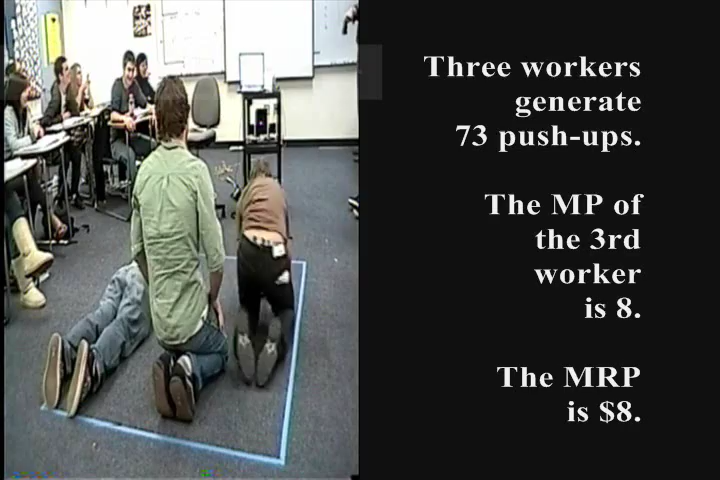 Three workers
generate
73 push-ups.
The MP of
the 3rd
worker
is 8.
The MRP
is $8.